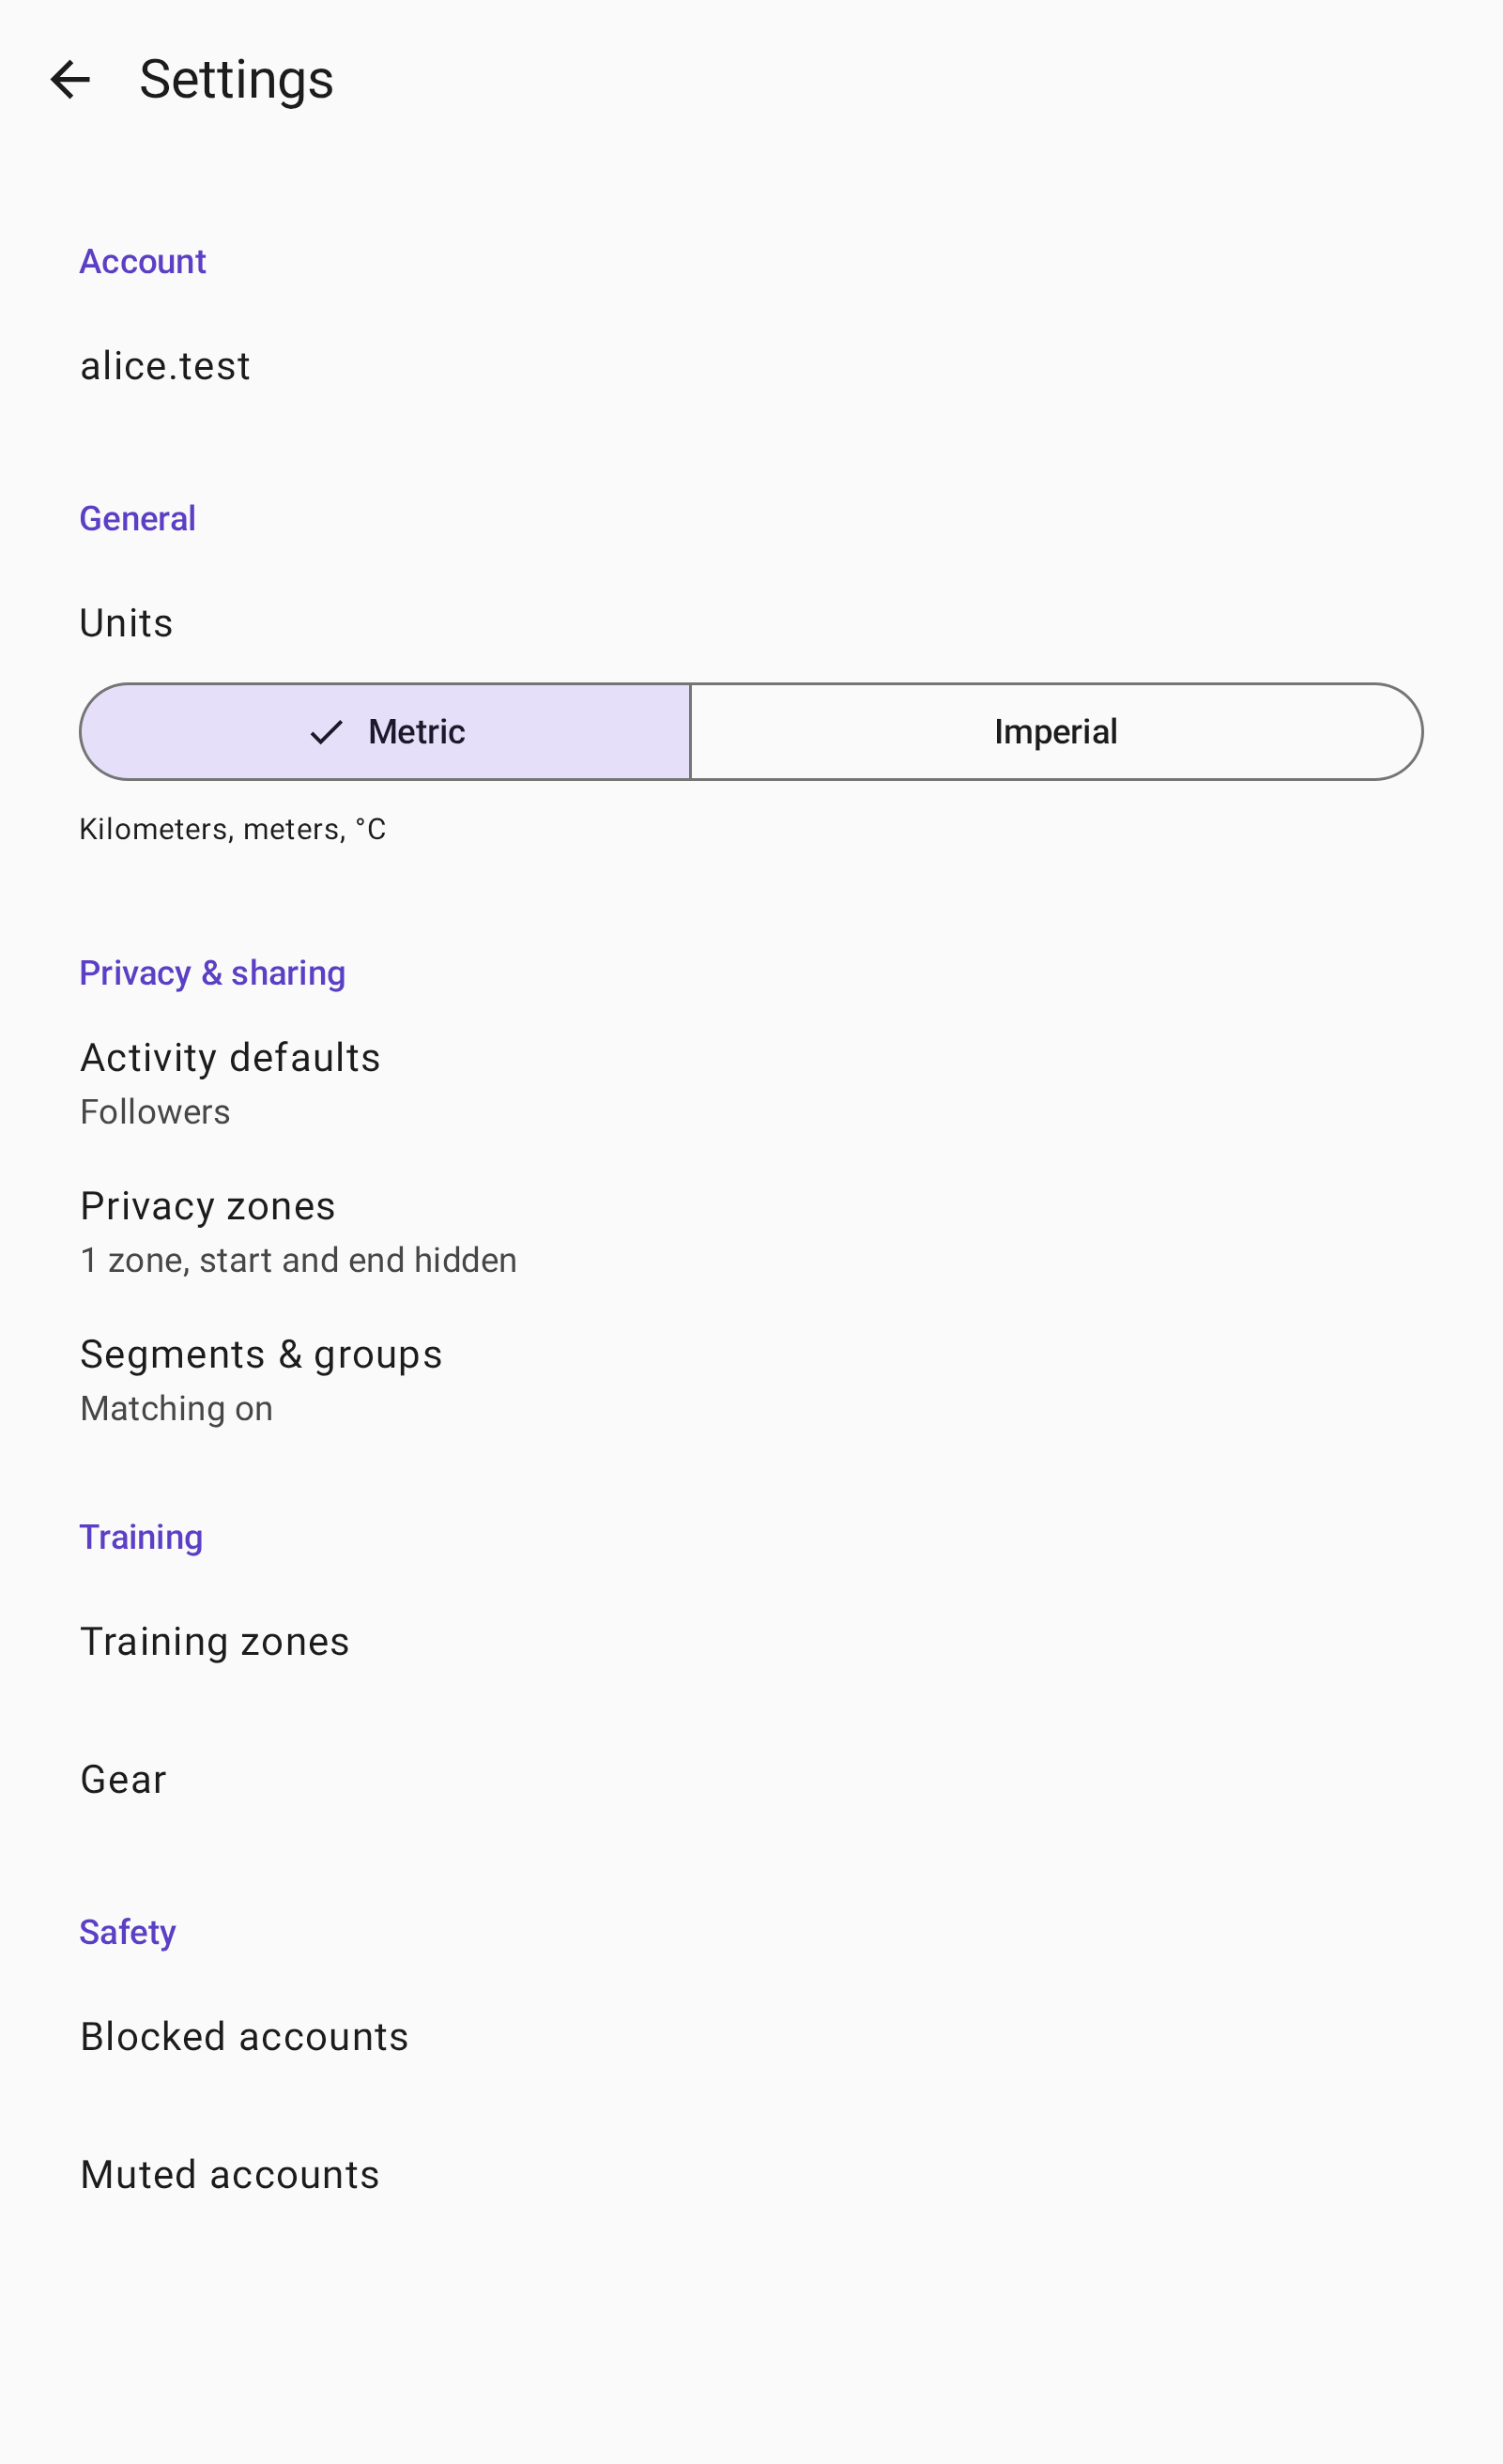 Settings
Account
alice.test
General
Units
Metric
Imperial
Kilometers, meters, °C
Privacy & sharing
Activity defaults
Followers
Privacy zones
1 zone, start and end hidden
Segments & groups
Matching on
Training
Training zones
Gear
Safety
Blocked accounts
Muted accounts